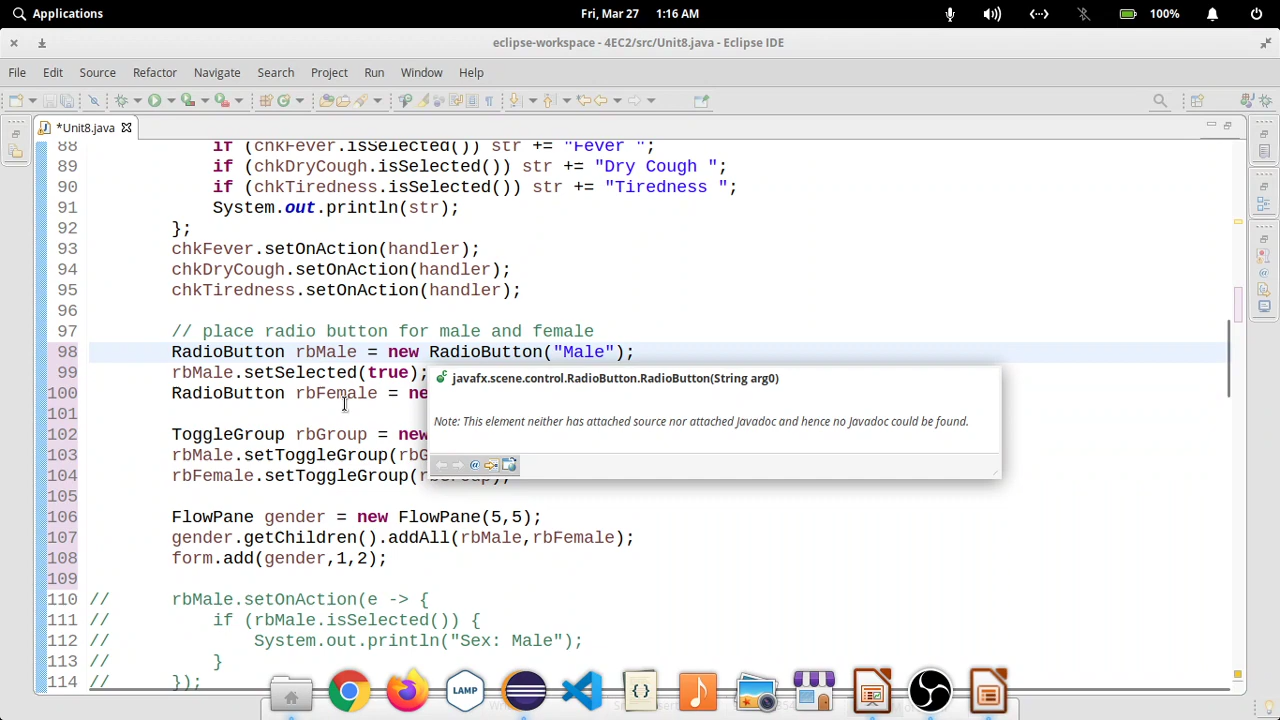 Applications
Fri, Mar 27 1:16 AM
100%
eclipse-workspace - 4EC2/src/Unit8.java - Eclipse IDE
File Edit Source Refactor Navigate Search Project Run Window Help
*Unit8.java
88 if (chkFever.isSelected()) str += "Fever ";
89 if (chkDryCough.isSelected()) str += "Dry Cough ";
90 if (chkTiredness.isSelected()) str += "Tiredness ";
91 System.out.println(str);
92 };
93 chkFever.setOnAction(handler);
94 chkDryCough.setOnAction(handler);
95 chkTiredness.setOnAction(handler);
96
97 // place radio button for male and female
98 RadioButton rbMale = new RadioButton("Male");
99 rbMale.setSelected(true);
100 RadioButton rbFemale = ne
javafx.scene.control.RadioButton.RadioButton(String arg0)
Note: This element neither has attached source nor attached Javadoc and hence no Javadoc could be found.
101
102 ToggleGroup rbGroup = new
103 rbMale.setToggleGroup(rbG
104 rbFemale.setToggleGroup(
105
106 FlowPane gender = new FlowPane(5,5);
107 gender.getChildren().addAll(rbMale,rbFemale);
108 form.add(gender,1,2);
109
110 // rbMale.setOnAction(e -> {
111 // if (rbMale.isSelected()) {
112 // System.out.println("Sex: Male");
113 // }
114 // });
LAMP